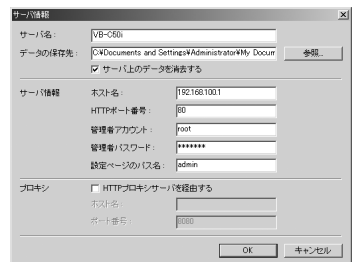 サーバ情報
サーバ名： VB-C50i
データの保存先： C:¥Documents and Settings¥Administrator¥My Docum 参照...
サーバ上のデータを消去する
サーバ情報 ホスト名： 192.168.100.1
HTTPポート番号： 80
管理者アカウント： root
管理者パスワード： *******
設定ページのパス名： admin
プロキシ HTTPプロキシサーバを経由する
ホスト名：
ポート番号： 8080
OK キャンセル